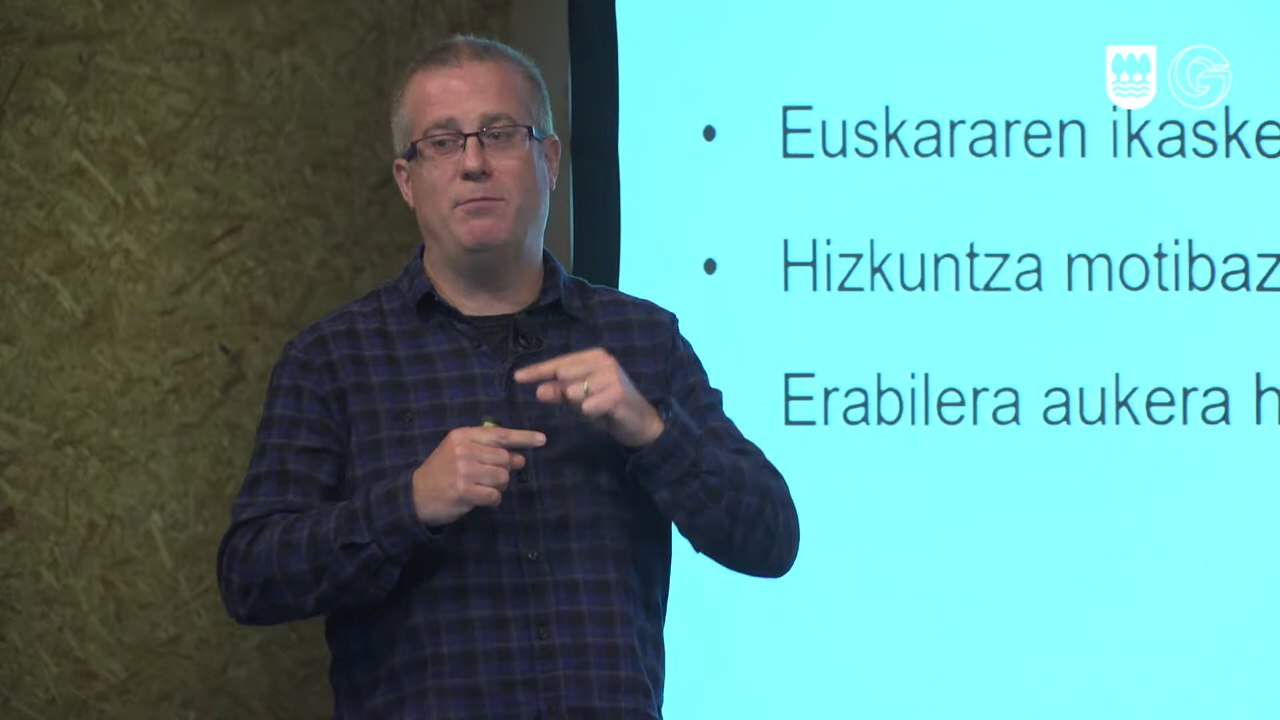 • Euskararen ikaske
• Hizkuntza motibaz
Erabilera aukera h